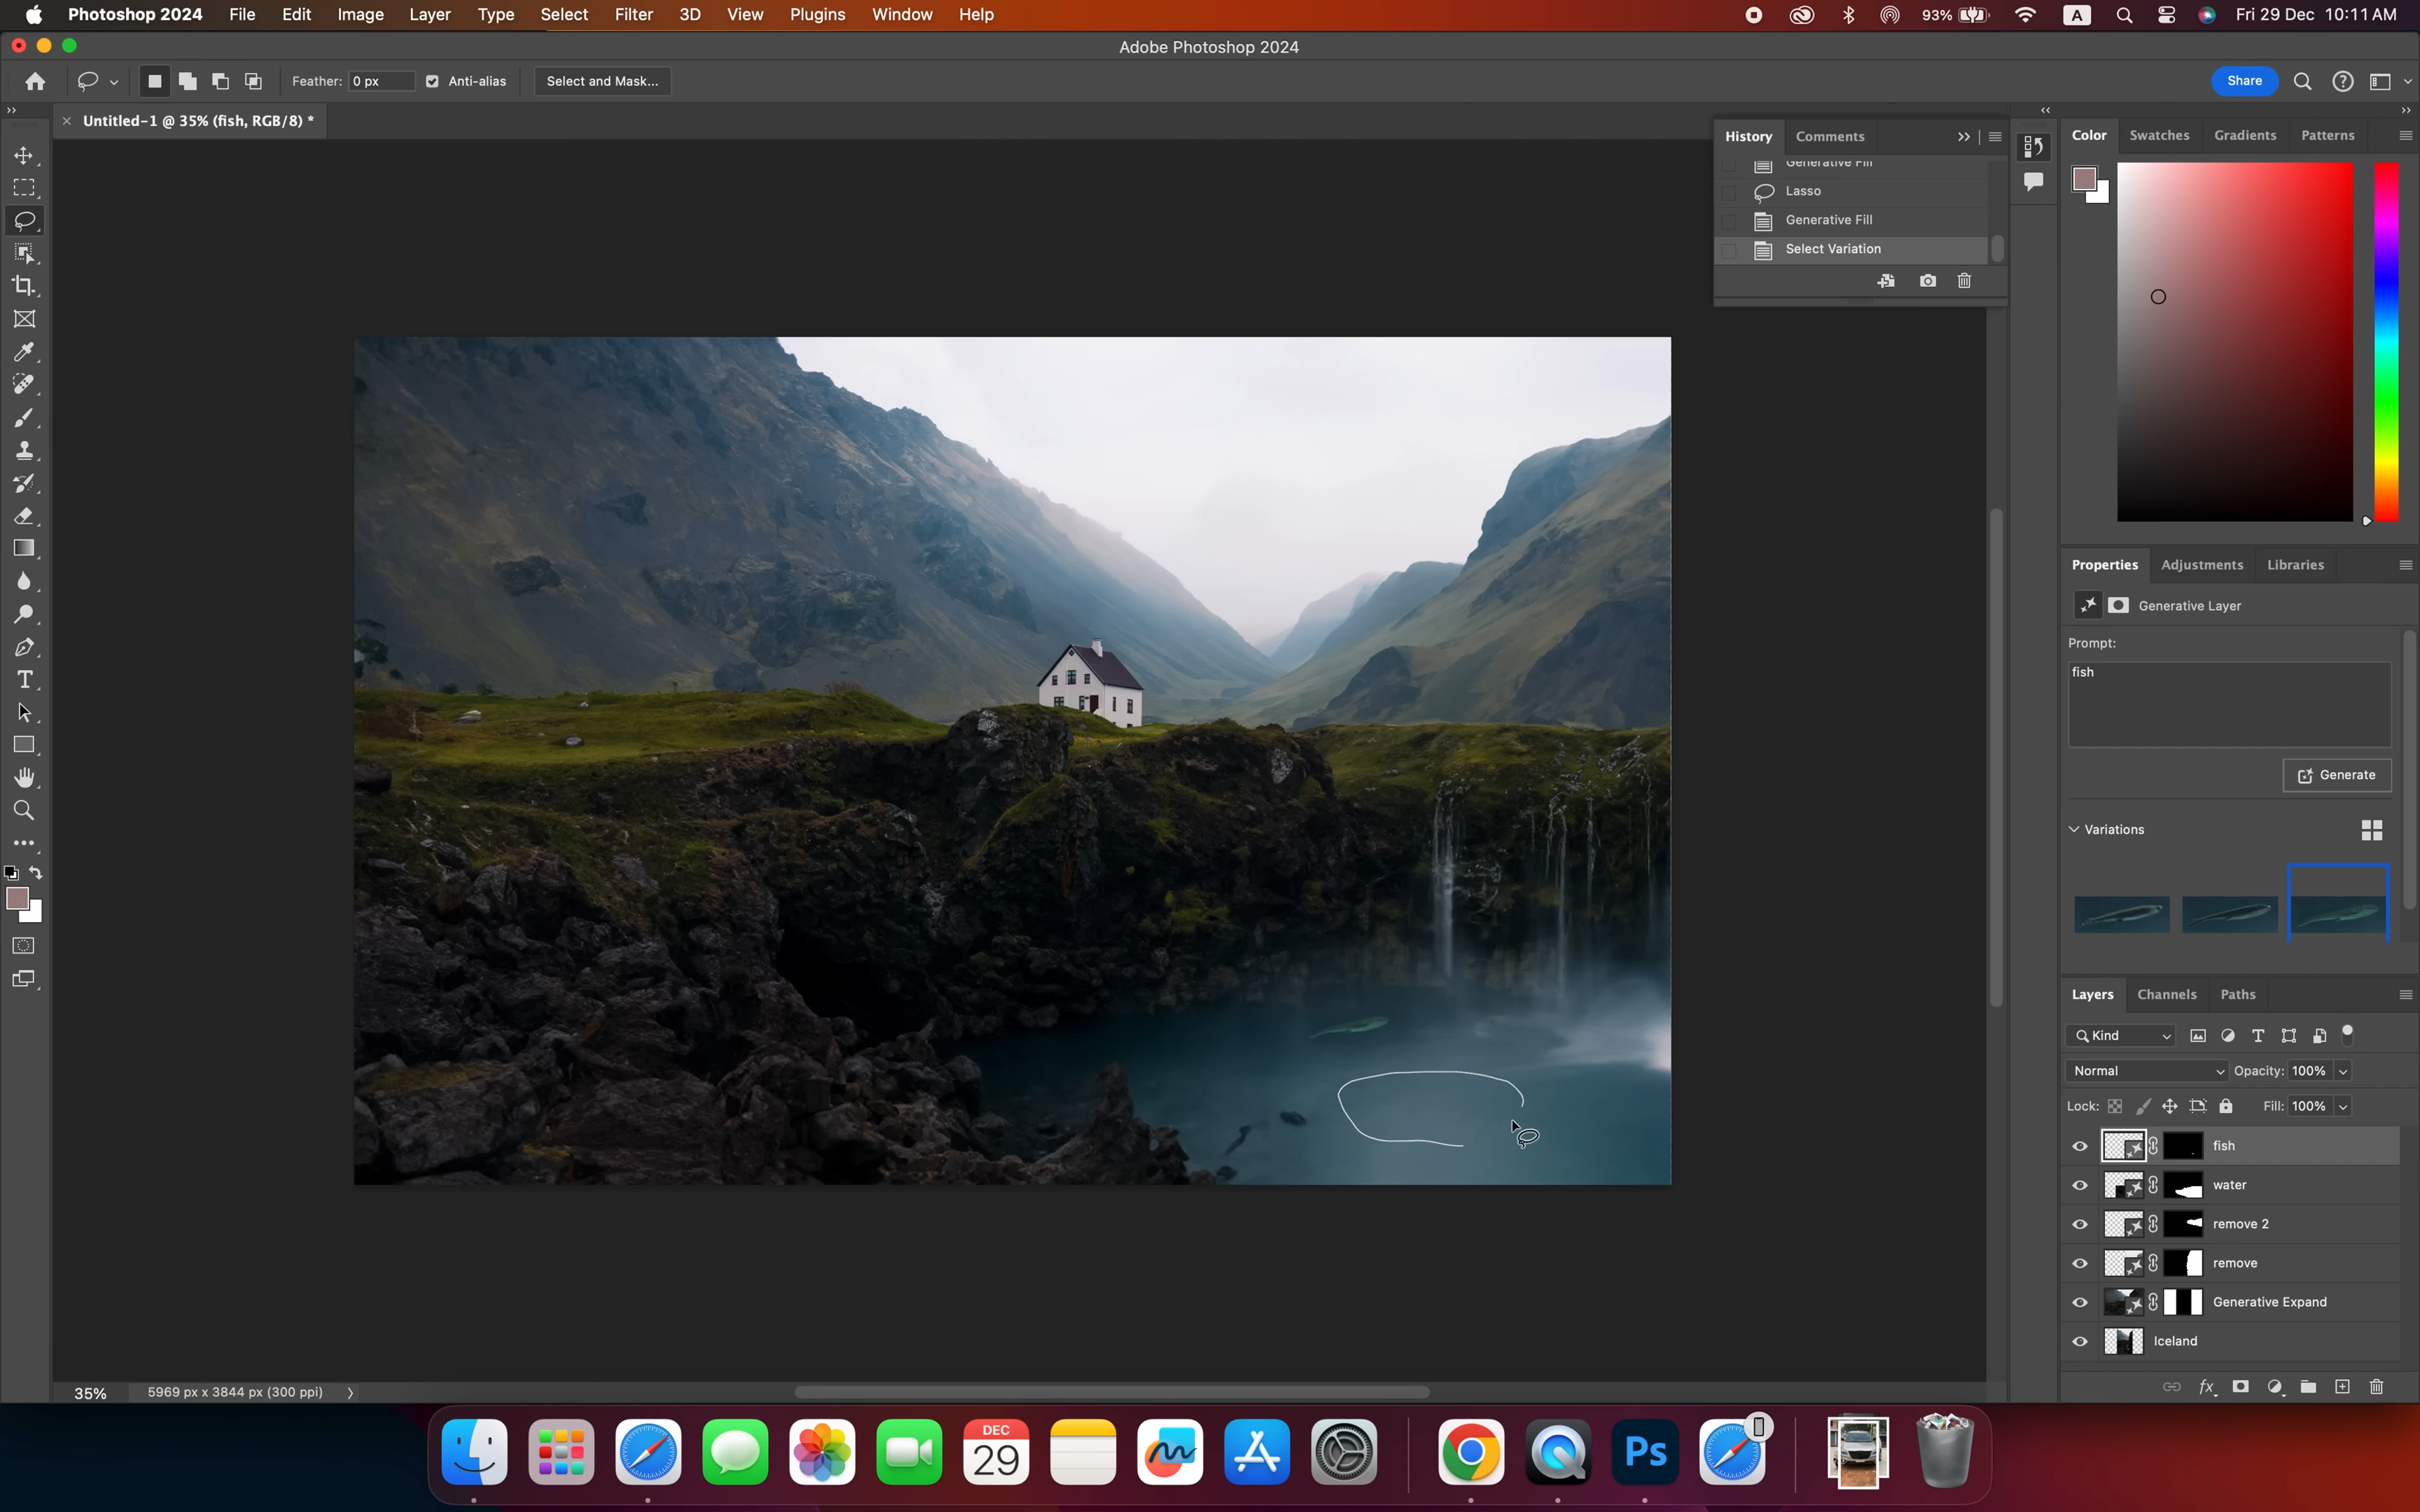 Photoshop 2024 File Edit Image Layer Type Select Filter 3D View Plugins Window Help 93% A Fri 29 Dec 10:11 AM
Adobe Photoshop 2024
Feather: 0 px Anti-alias Select and Mask... Share
Untitled-1 @ 35% (fish, RGB/8) *
History Comments
Generative Fill
Lasso
Generative Fill
Select Variation
Color Swatches Gradients Patterns
Properties Adjustments Libraries
Generative Layer
Prompt:
fish
Generate
Variations
Layers Channels Paths
Kind
Normal Opacity: 100%
Lock: Fill: 100%
fish
water
remove 2
remove
Generative Expand
Iceland
35% 5969 px x 3844 px (300 ppi)
DEC
29
Ps